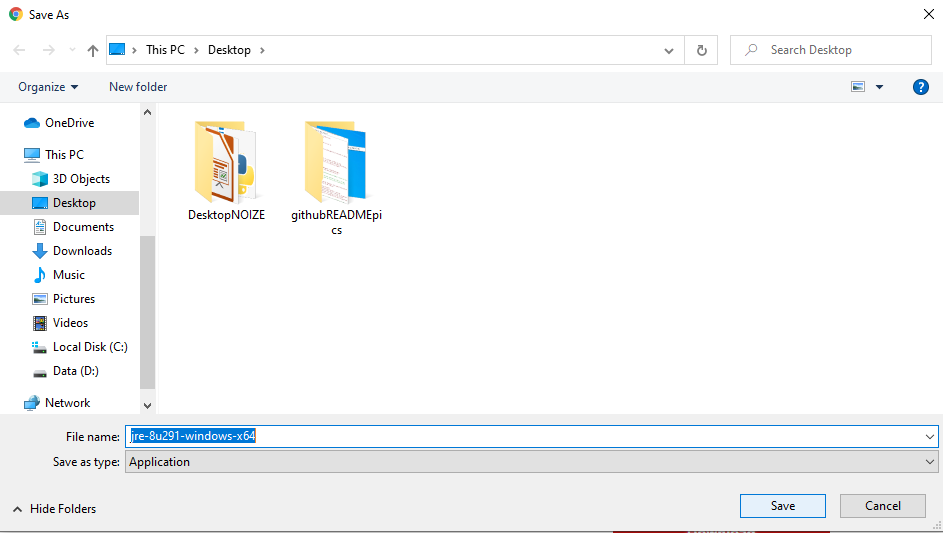 Save As
This PC
Desktop
Search Desktop
Organize
New folder
?
OneDrive
This PC
3D Objects
Desktop
Documents
Downloads
Music
Pictures
Videos
Local Disk (C:)
Data (D:)
Network
DesktopNOIZE
githubREADMEpi
cs
File name: jre-8u291-windows-x64
Save as type: Application
Hide Folders
Save
Cancel